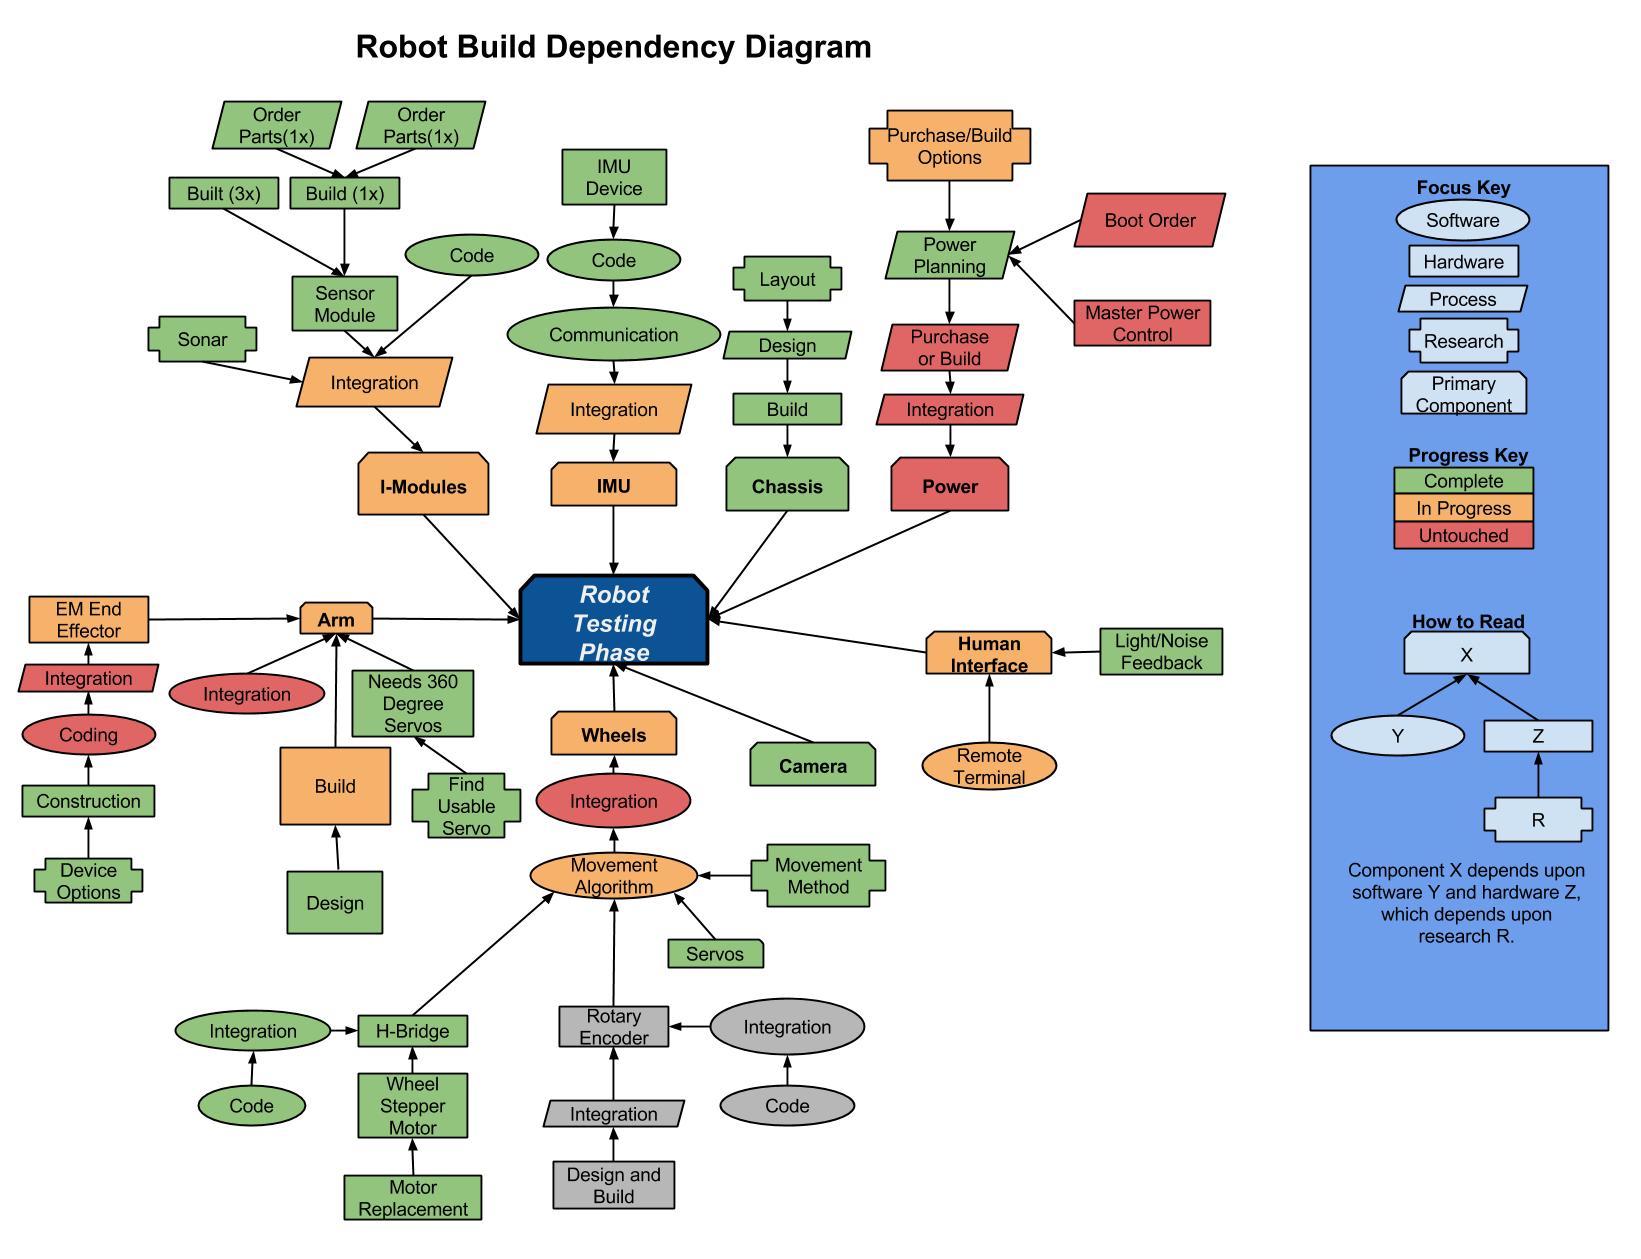 Robot Build Dependency Diagram
Order
Parts(1x)
Order
Parts(1x)
Built (3x)
Build (1x)
Code
Sensor
Module
Sonar
Integration
I-Modules
IMU
Device
Code
Communication
Integration
IMU
Layout
Design
Build
Chassis
Purchase/Build
Options
Boot Order
Power
Planning
Master Power
Control
Purchase
or Build
Integration
Power
Robot
Testing
Phase
EM End
Effector
Arm
Integration
Integration
Needs 360
Degree
Servos
Coding
Build
Find
Usable
Servo
Construction
Device
Options
Design
Human
Interface
Light/Noise
Feedback
Remote
Terminal
Wheels
Camera
Integration
Movement
Algorithm
Movement
Method
Servos
Integration
H-Bridge
Code
Wheel
Stepper
Motor
Motor
Replacement
Rotary
Encoder
Integration
Integration
Code
Design and
Build
Focus Key
Software
Hardware
Process
Research
Primary
Component
Progress Key
Complete
In Progress
Untouched
How to Read
X
Y
Z
R
Component X depends upon
software Y and hardware Z,
which depends upon
research R.